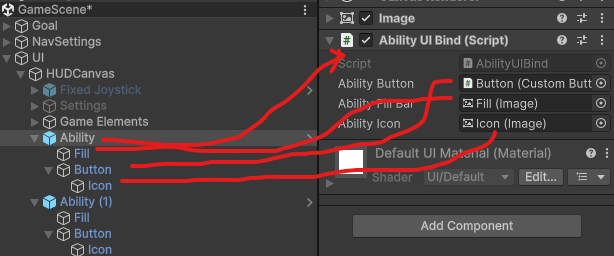 GameScene*
Goal
NavSettings
UI
HUDCanvas
Fixed Joystick
Settings
Game Elements
Ability
Fill
Button
Icon
Ability (1)
Fill
Button
Icon
Image
Ability UI Bind (Script)
Script
AbilityUIBind
Ability Button
Button (Custom Butt
Ability Fill Bar
Fill (Image)
Ability Icon
Icon (Image)
Default UI Material (Material)
Shader
UI/Default
Edit...
Add Component